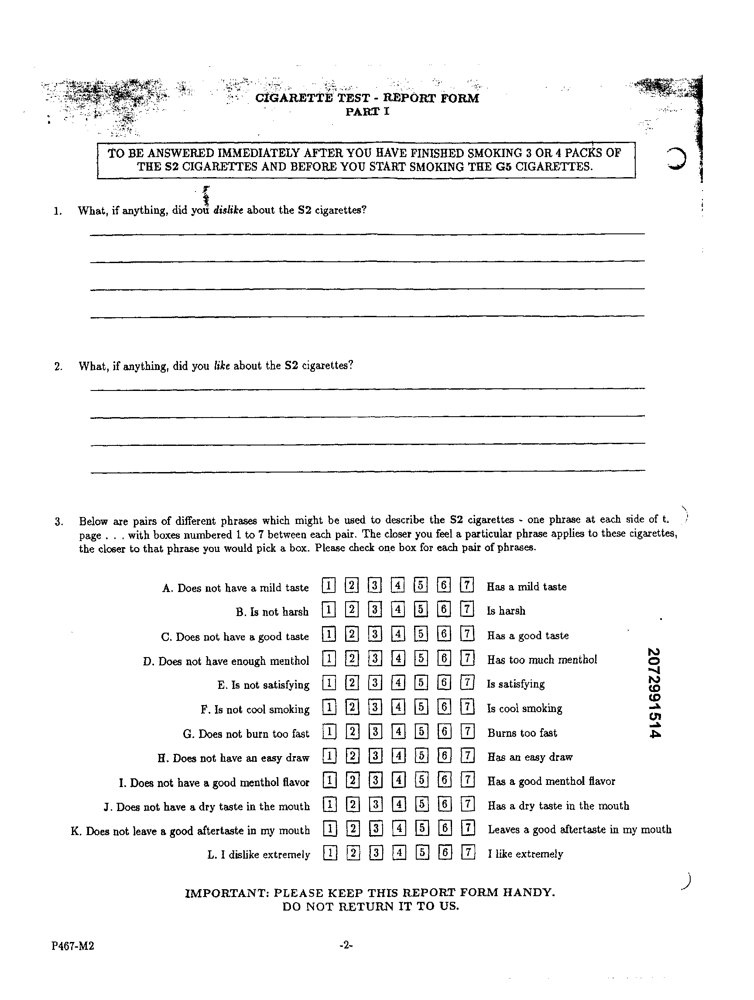 CIGARETTE TEST - REPORT FORM
PART I
TO BE ANSWERED IMMEDIATELY AFTER YOU HAVE FINISHED SMOKING 3 OR 4 PACKS OF
THE S2 CIGARETTES AND BEFORE YOU START SMOKING THE G5 CIGARETTES.
1. What, if anything, did you dislike about the S2 cigarettes?
2. What, if anything, did you like about the S2 cigarettes?
3. Below are pairs of different phrases which might be used to describe the S2 cigarettes - one phrase at each side of t.
page . . . with boxes numbered 1 to 7 between each pair. The closer you feel a particular phrase applies to these cigarettes,
the closer to that phrase you would pick a box. Please check one box for each pair of phrases.
A. Does not have a mild taste 1 2 3 4 5 6 7 Has a mild taste
B. Is not harsh 1 2 3 4 5 6 7 Is harsh
C. Does not have a good taste 1 2 3 4 5 6 7 Has a good taste
D. Does not have enough menthol 1 2 3 4 5 6 7 Has too much menthol
E. Is not satisfying 1 2 3 4 5 6 7 Is satisfying
F. Is not cool smoking 1 2 3 4 5 6 7 Is cool smoking
G. Does not burn too fast 1 2 3 4 5 6 7 Burns too fast
H. Does not have an easy draw 1 2 3 4 5 6 7 Has an easy draw
I. Does not have a good menthol flavor 1 2 3 4 5 6 7 Has a good menthol flavor
J. Does not have a dry taste in the mouth 1 2 3 4 5 6 7 Has a dry taste in the mouth
K. Does not leave a good aftertaste in my mouth 1 2 3 4 5 6 7 Leaves a good aftertaste in my mouth
L. I dislike extremely 1 2 3 4 5 6 7 I like extremely
2072991514
IMPORTANT: PLEASE KEEP THIS REPORT FORM HANDY.
DO NOT RETURN IT TO US.
P467-M2 -2-